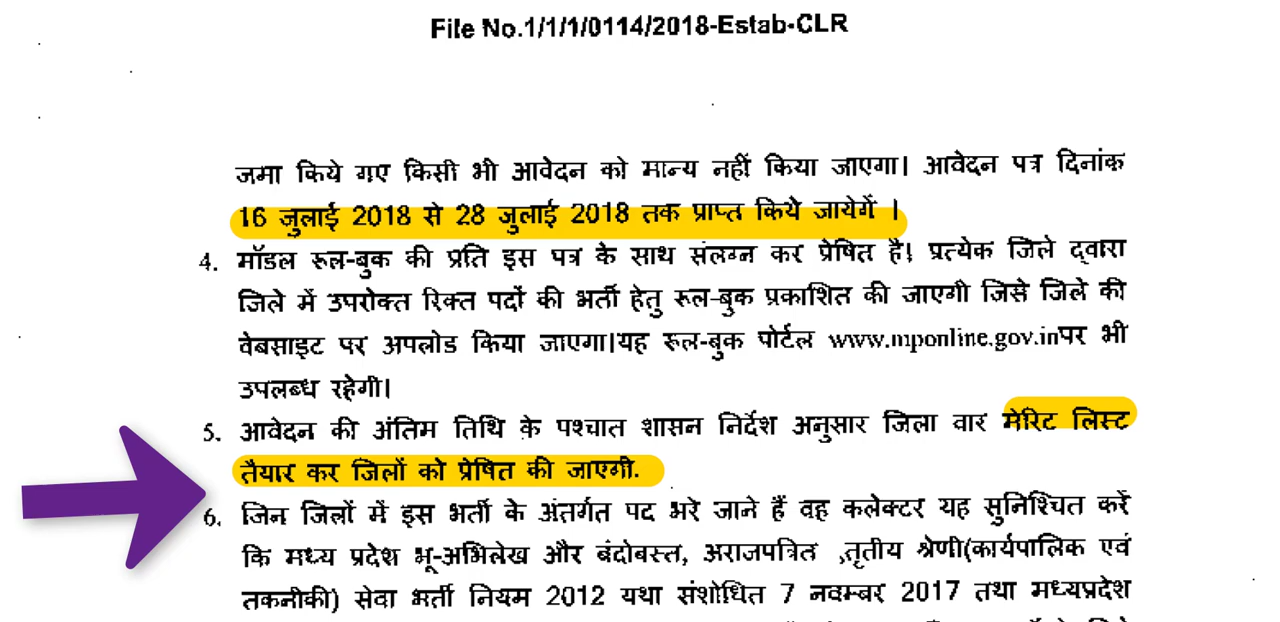 File No.1/1/1/0114/2018-Estab-CLR
जमा किये गए किसी भी आवेदन को मान्य नहीं किया जाएगा। आवेदन पत्र दिनांक
16 जुलाई 2018 से 28 जुलाई 2018 तक प्राप्त किये जायेगें ।
4. मॉडल रूल-बुक की प्रति इस पत्र के साथ संलग्न कर प्रेषित है। प्रत्येक जिले द्वारा
जिले में उपरोक्त रिक्त पदों की भर्ती हेतु रूल-बुक प्रकाशित की जाएगी जिसे जिले की
वेबसाइट पर अपलोड किया जाएगा।यह रूल-बुक पोर्टल www.mponline.gov.inपर भी
उपलब्ध रहेगी।
5. आवेदन की अंतिम तिथि के पश्चात शासन निर्देश अनुसार जिला वार मेरिट लिस्ट
तैयार कर जिलों को प्रेषित की जाएगी.
6. जिन जिलों में इस भर्ती के अंतर्गत पद भरे जाने हैं वह कलेक्टर यह सुनिश्चित करें
कि मध्य प्रदेश भू-अभिलेख और बंदोबस्त, अराजपत्रित ,तृतीय श्रेणी(कार्यपालिक एवं
तकनीकी) सेवा भर्ती नियम 2012 यथा संशोधित 7 नवम्बर 2017 तथा मध्यप्रदेश